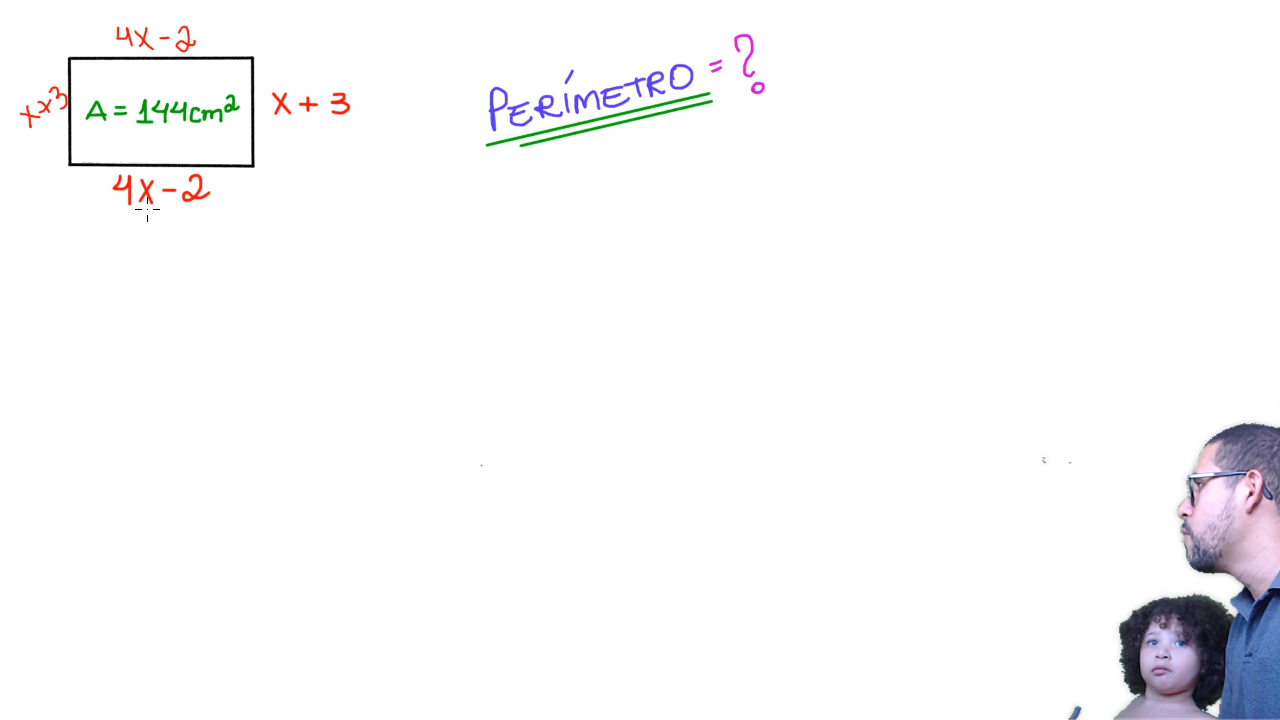 4x - 2
x+3
A = 144cm²
x + 3
4x - 2
PERÍMETRO = ?